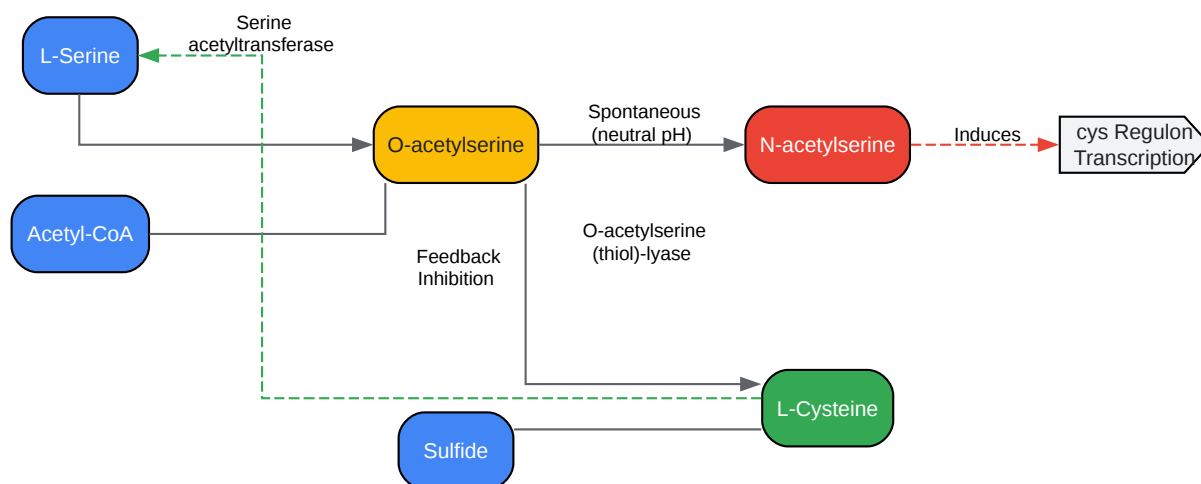 Serine
acetyltransferase
L-Serine
Spontaneous
(neutral pH)
O-acetylserine
N-acetylserine
Induces
cys Regulon
Transcription
Acetyl-CoA
Feedback
Inhibition
O-acetylserine
(thiol)-lyase
L-Cysteine
Sulfide